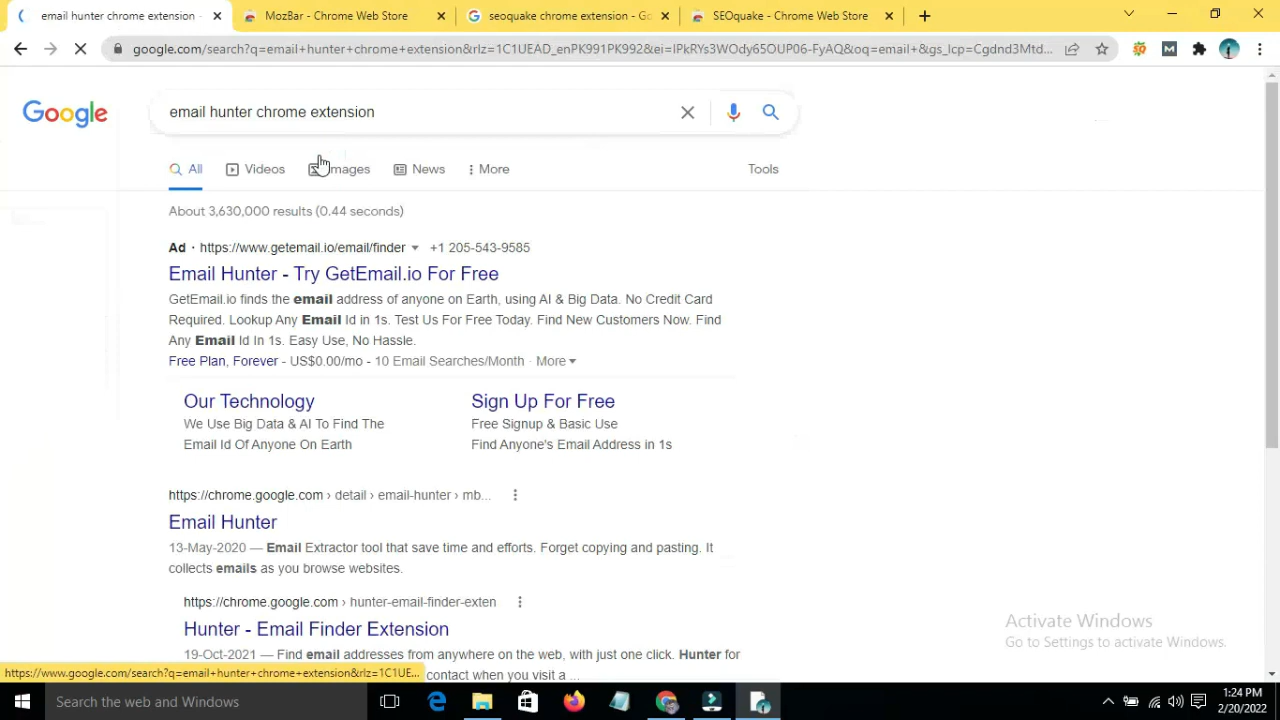 email hunter chrome extension -
MozBar - Chrome Web Store
seoquake chrome extension - Go
SEOquake - Chrome Web Store
google.com/search?q=email+hunter+chrome+extension&rlz=1C1UEAD_enPK991PK992&ei=IPkRYs3WOdy65OUP06-FyAQ&oq=email+&gs_lcp=Cgdnd3Mtd...
Google
email hunter chrome extension
All
Videos
Images
News
More
Tools
About 3,630,000 results (0.44 seconds)
Ad · https://www.getemail.io/email/finder +1 205-543-9585
Email Hunter - Try GetEmail.io For Free
GetEmail.io finds the email address of anyone on Earth, using AI & Big Data. No Credit Card
Required. Lookup Any Email Id in 1s. Test Us For Free Today. Find New Customers Now. Find
Any Email Id In 1s. Easy Use, No Hassle.
Free Plan, Forever - US$0.00/mo - 10 Email Searches/Month · More
Our Technology
We Use Big Data & AI To Find The
Email Id Of Anyone On Earth
Sign Up For Free
Free Signup & Basic Use
Find Anyone's Email Address in 1s
https://chrome.google.com › detail › email-hunter › mb...
Email Hunter
13-May-2020 — Email Extractor tool that save time and efforts. Forget copying and pasting. It
collects emails as you browse websites.
https://chrome.google.com › hunter-email-finder-exten
Hunter - Email Finder Extension
19-Oct-2021 — Find email addresses from anywhere on the web, with just one click. Hunter for
contact when you visit a ...
https://www.google.com/search?q=email+hunter+chrome+extension&rlz=1C1UE...
Activate Windows
Go to Settings to activate Windows.
Search the web and Windows
1:24 PM
2/20/2022